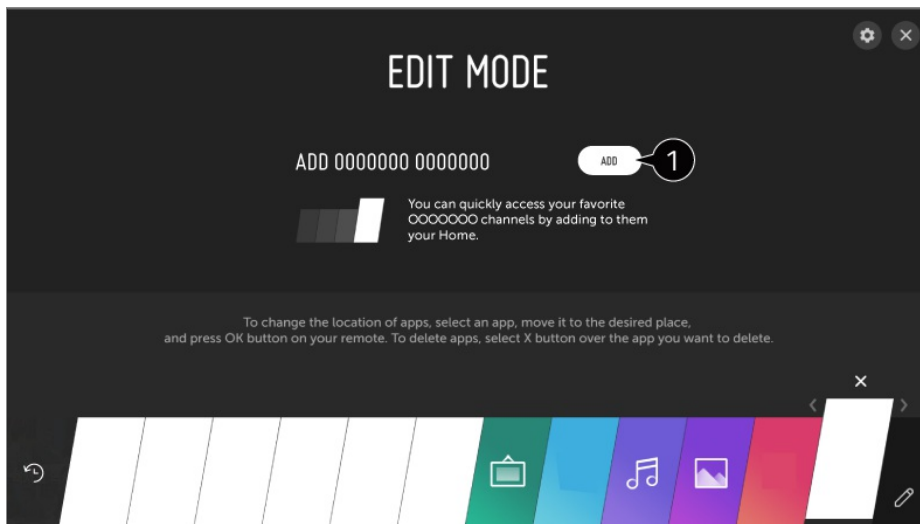 EDIT MODE
ADD OOOOOOO OOOOOOO
ADD
1
You can quickly access your favorite
OOOOOOO channels by adding to them
your Home.
To change the location of apps, select an app, move it to the desired place,
and press OK button on your remote. To delete apps, select X button over the app you want to delete.